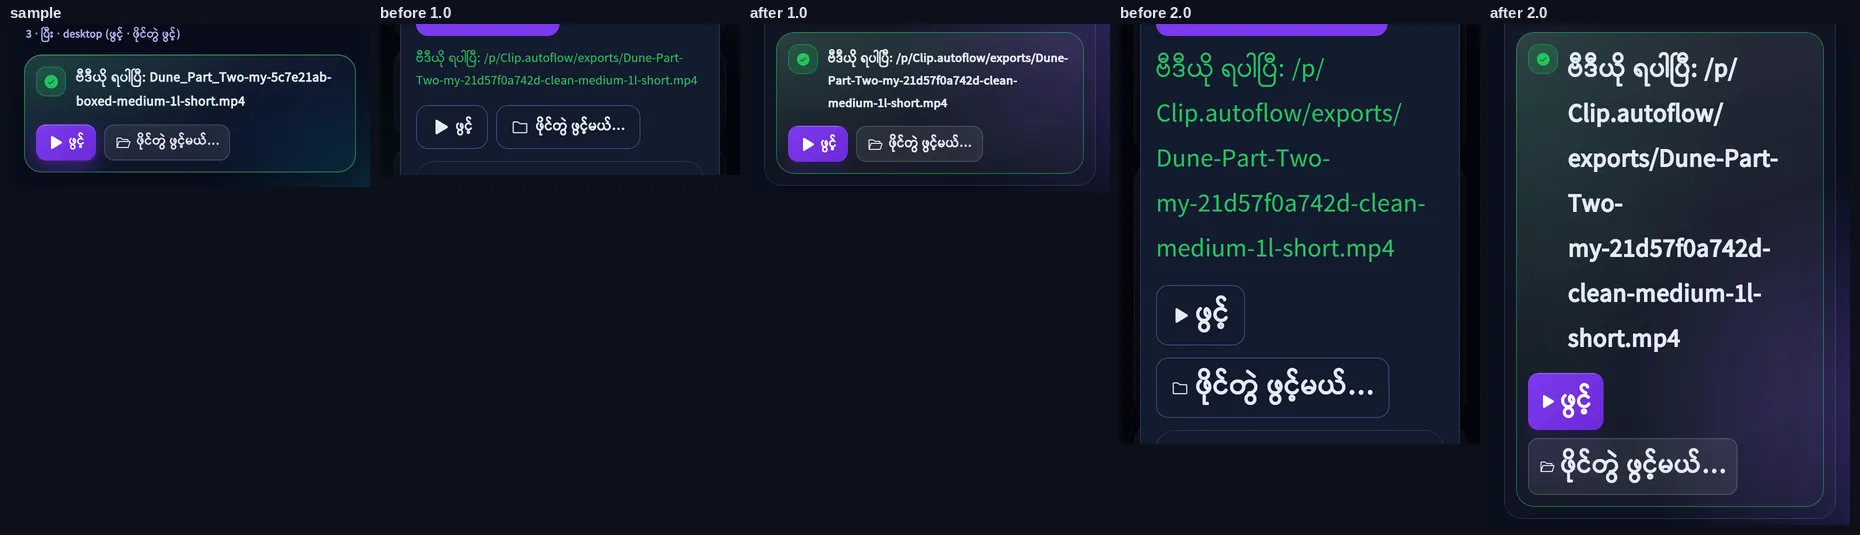 sample
3 · ပြီး · desktop (ဖွင့် · ဖိုင်တွဲ ဖွင့်)
ဗီဒီယို ရပါပြီ: Dune_Part_Two-my-5c7e21ab-
boxed-medium-1l-short.mp4
ဖွင့်
ဖိုင်တွဲ ဖွင့်မယ်…
before 1.0
ဗီဒီယို ရပါပြီ: /p/Clip.autoflow/exports/Dune-Part-
Two-my-21d57f0a742d-clean-medium-1l-short.mp4
ဖွင့်
ဖိုင်တွဲ ဖွင့်မယ်…
after 1.0
ဗီဒီယို ရပါပြီ: /p/Clip.autoflow/exports/Dune-
Part-Two-my-21d57f0a742d-clean-
medium-1l-short.mp4
ဖွင့်
ဖိုင်တွဲ ဖွင့်မယ်…
before 2.0
ဗီဒီယို ရပါပြီ: /p/
Clip.autoflow/exports/
Dune-Part-Two-
my-21d57f0a742d-clean-
medium-1l-short.mp4
ဖွင့်
ဖိုင်တွဲ ဖွင့်မယ်…
after 2.0
ဗီဒီယို ရပါပြီ: /p/
Clip.autoflow/
exports/Dune-Part-
Two-
my-21d57f0a742d-
clean-medium-1l-
short.mp4
ဖွင့်
ဖိုင်တွဲ ဖွင့်မယ်…